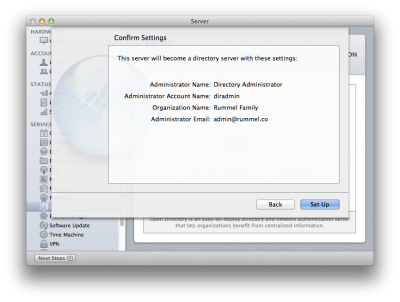 Server
HARDW
Confirm Settings
This server will become a directory server with these settings:
ACCOU
ON
Administrator Name: Directory Administrator
STATUS
Administrator Account Name: diradmin
Organization Name: Rummel Family
Administrator Email: admin@rummel.co
SERVIC
Back
Set Up
Open Directory is an easy-to-deploy directory and network authentication server
that lets organizations benefit from centralized information.
Software Update
Time Machine
VPN
Next Steps